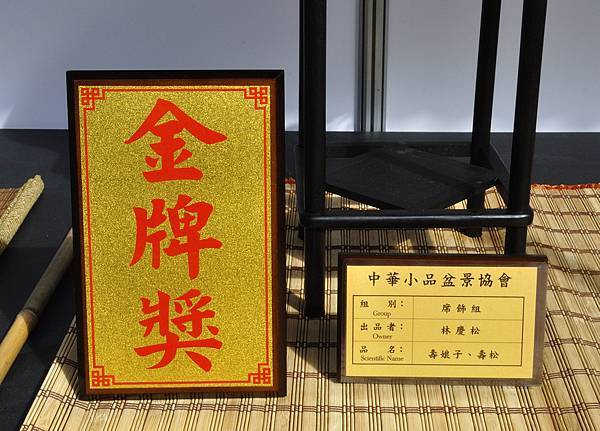 金牌獎
中華小品盆景協會
組 別： 席飾組
Group
出品者： 林慶松
Owner
品 名： 壽娘子、壽松
Scientific Name